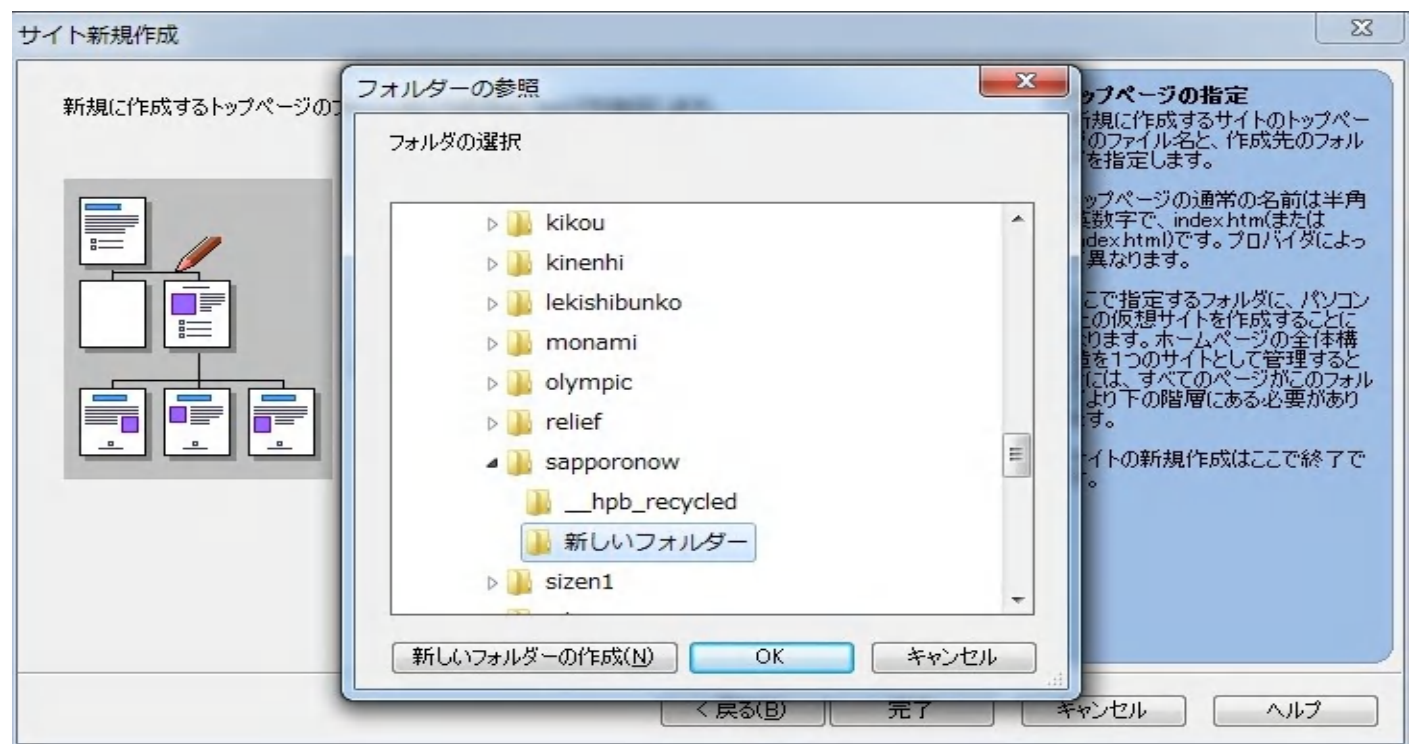 サイト新規作成
新規に作成するトップページの
フォルダーの参照
フォルダの選択
kikou
kinenhi
lekishibunko
monami
olympic
relief
sapporonow
__hpb_recycled
新しいフォルダー
sizen1
新しいフォルダーの作成(N)
OK
キャンセル
ップページの指定
規に作成するサイトのトップペー
のファイル名と、作成先のフォル
を指定します。
ップページの通常の名前は半角
英数字で、index.htm(または
dex.html)です。プロバイダによっ
異なります。
こで指定するフォルダに、パソコン
の仮想サイトを作成することに
ります。ホームページの全体構
造を1つのサイトとして管理すると
には、すべてのページがこのフォル
より下の階層にある必要があり
す。
イトの新規作成はここで終了で
。
< 戻る(B)
完了
キャンセル
ヘルプ